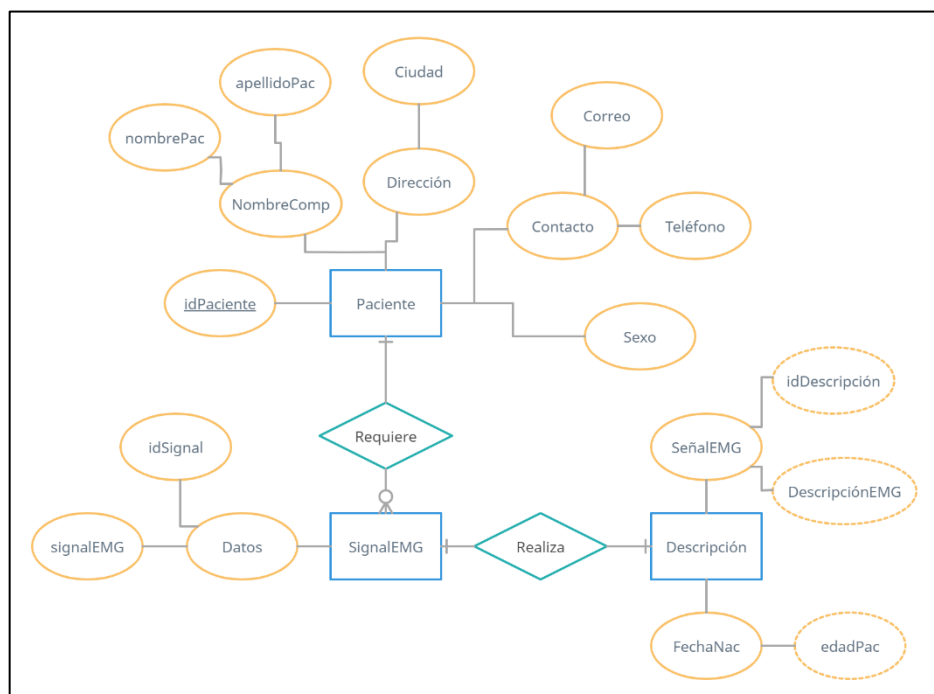 Ciudad
apellidoPac
Correo
nombrePac
Dirección
NombreComp
Contacto
Teléfono
idPaciente
Paciente
Sexo
idDescripción
Requiere
idSignal
SeñalEMG
DescripciónEMG
signalEMG
Datos
SignalEMG
Realiza
Descripción
FechaNac
edadPac